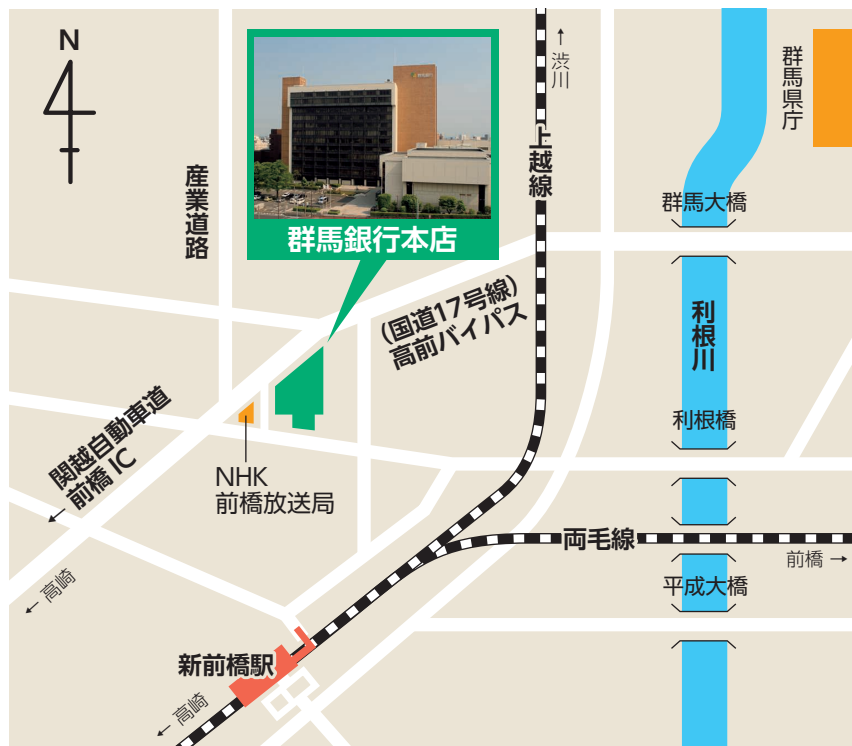 N
↑
渋川
群馬県庁
上越線
産業道路
群馬大橋
群馬銀行本店
(国道17号線)
高前バイパス
利根川
利根橋
関越自動車道
前橋 IC
←
NHK
前橋放送局
両毛線
前橋 →
← 高崎
平成大橋
新前橋駅
← 高崎